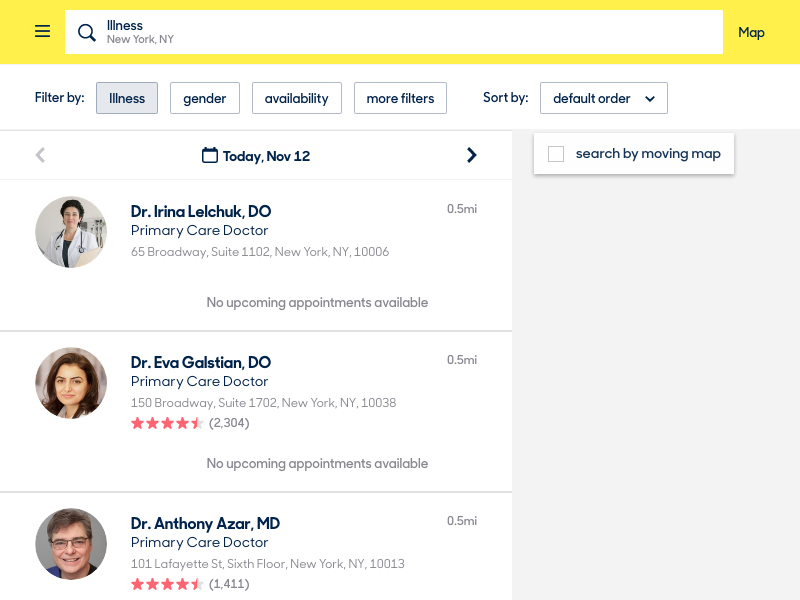 Illness
New York, NY
Map
Filter by:
Illness
gender
availability
more filters
Sort by:
default order
Today, Nov 12
search by moving map
Dr. Irina Lelchuk, DO
0.5mi
Primary Care Doctor
65 Broadway, Suite 1102, New York, NY, 10006
No upcoming appointments available
Dr. Eva Galstian, DO
0.5mi
Primary Care Doctor
150 Broadway, Suite 1702, New York, NY, 10038
(2,304)
No upcoming appointments available
Dr. Anthony Azar, MD
0.5mi
Primary Care Doctor
101 Lafayette St, Sixth Floor, New York, NY, 10013
(1,411)